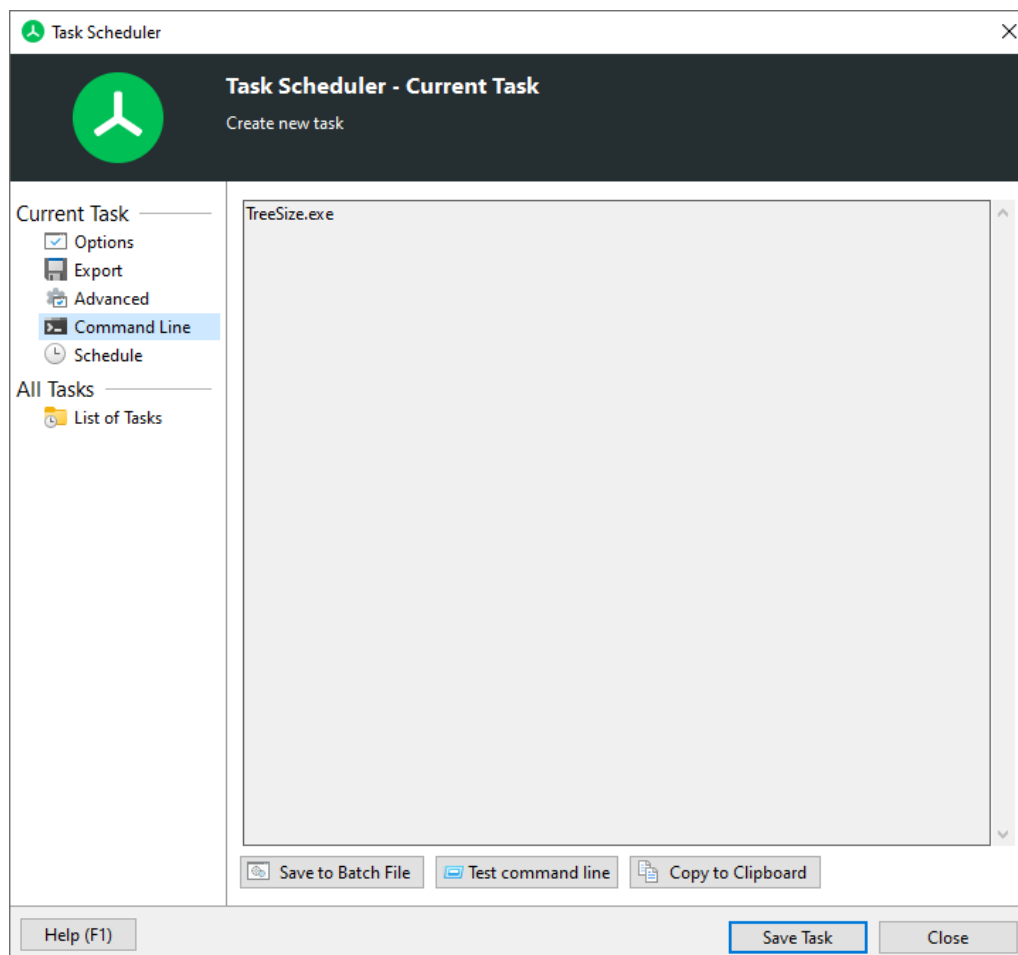 Task Scheduler
Task Scheduler - Current Task
Create new task
Current Task
Options
Export
Advanced
Command Line
Schedule
All Tasks
List of Tasks
TreeSize.exe
Save to Batch File
Test command line
Copy to Clipboard
Help (F1)
Save Task
Close